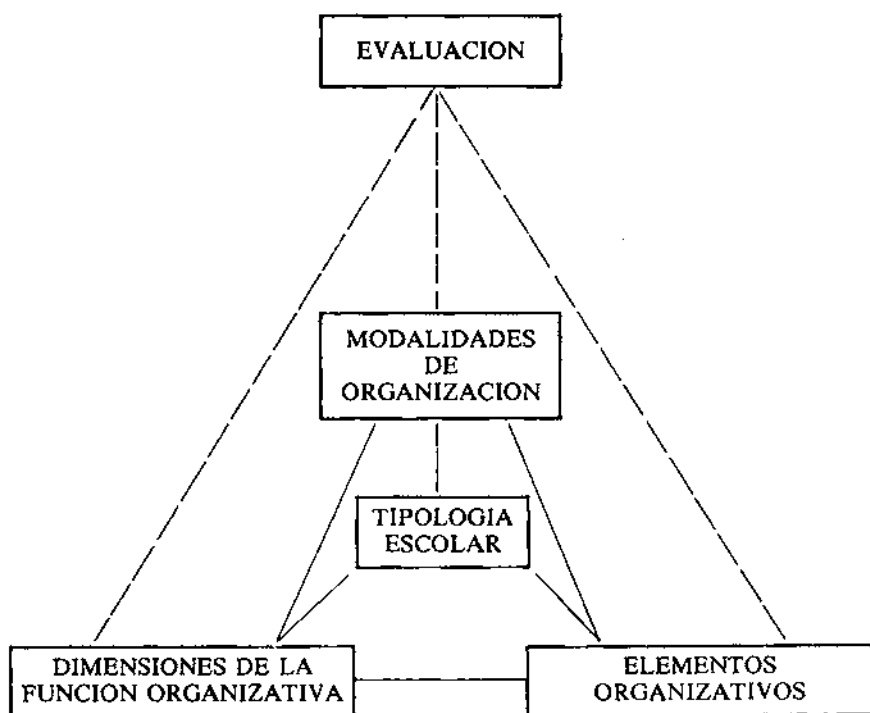 EVALUACION
MODALIDADES
DE
ORGANIZACION
TIPOLOGIA
ESCOLAR
DIMENSIONES DE LA
FUNCION ORGANIZATIVA
ELEMENTOS
ORGANIZATIVOS